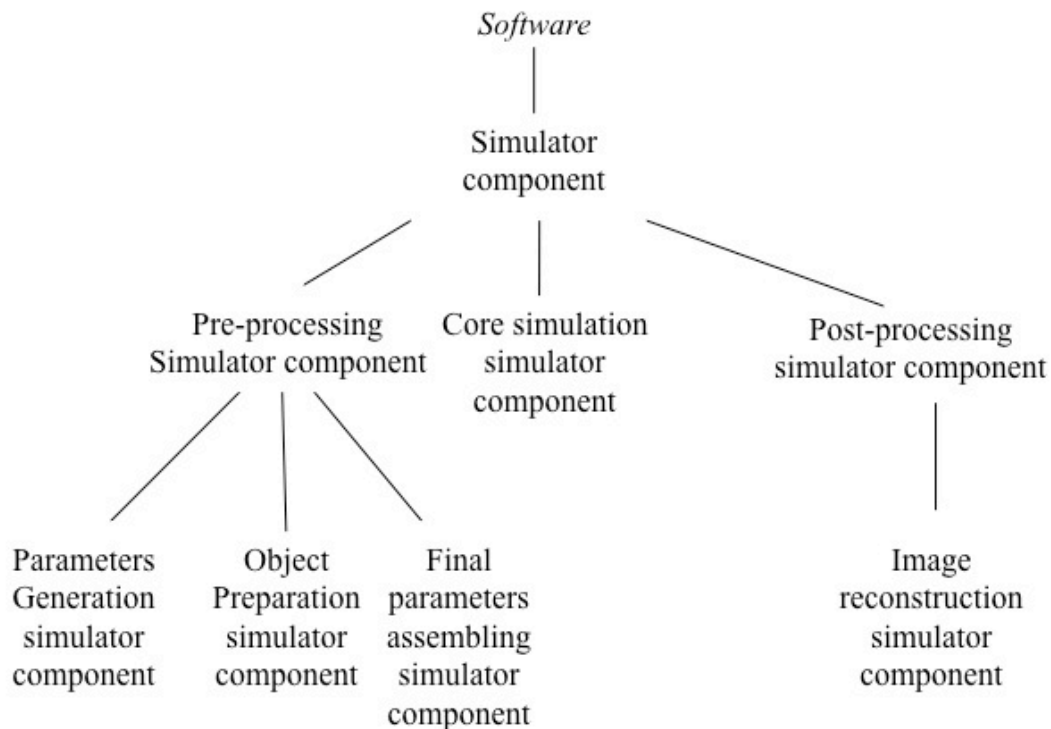 Software
Simulator
component
Pre-processing
Simulator component
Core simulation
simulator
component
Post-processing
simulator component
Parameters
Generation
simulator
component
Object
Preparation
simulator
component
Final
parameters
assembling
simulator
component
Image
reconstruction
simulator
component